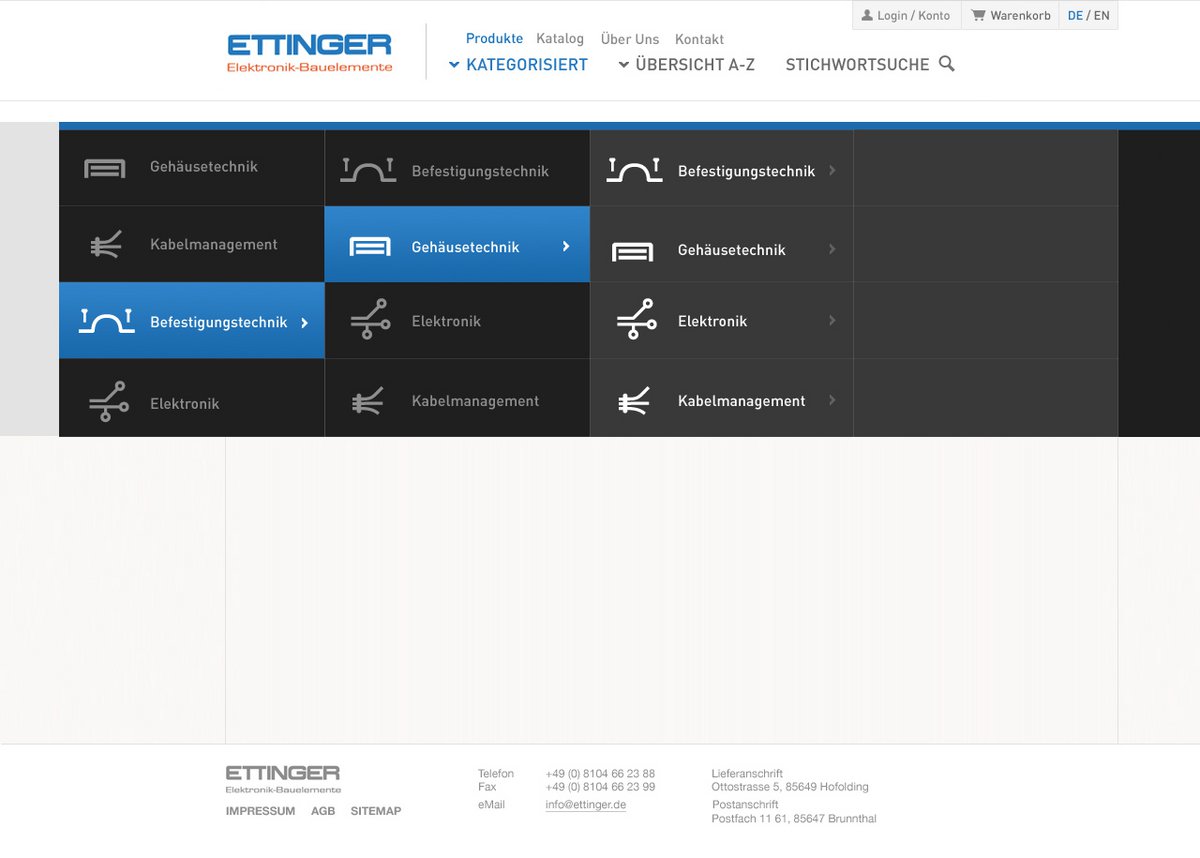 Login / Konto
Warenkorb
DE / EN
ETTINGER
Elektronik-Bauelemente
Produkte Katalog Über Uns Kontakt
KATEGORISIERT ÜBERSICHT A-Z STICHWORTSUCHE
Gehäusetechnik
Kabelmanagement
Befestigungstechnik
Elektronik
Befestigungstechnik
Gehäusetechnik
Elektronik
Kabelmanagement
Befestigungstechnik
Gehäusetechnik
Elektronik
Kabelmanagement
ETTINGER
Elektronik-Bauelemente
IMPRESSUM AGB SITEMAP
Telefon +49 (0) 8104 66 23 88
Fax +49 (0) 8104 66 23 99
eMail info@ettinger.de
Lieferanschrift
Ottostrasse 5, 85649 Hofolding
Postanschrift
Postfach 11 61, 85647 Brunnthal